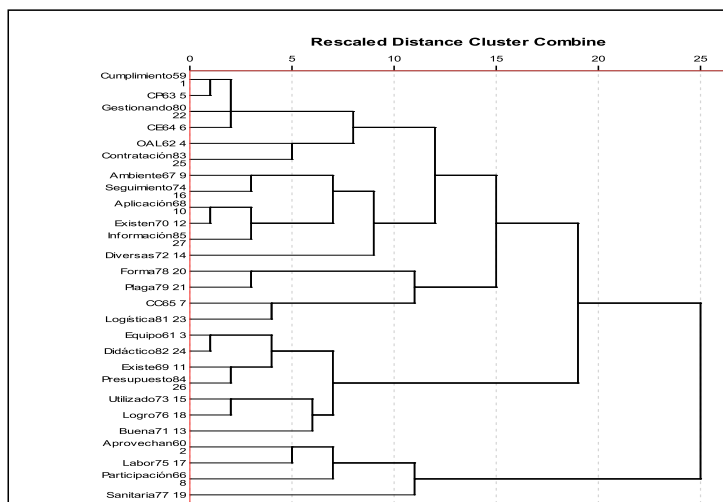 Rescaled Distance Cluster Combine
0 5 10 15 20 25
Cumplimiento59
1
CP63 5
Gestionando80
22
CE64 6
OAL62 4
Contratación83
25
Ambiente67 9
Seguimiento74
16
Aplicación68
10
Existen70 12
Información85
27
Diversas72 14
Forma78 20
Plaga79 21
CC65 7
Logística81 23
Equipo61 3
Didáctico82 24
Existe69 11
Presupuesto84
26
Utilizado73 15
Logro76 18
Buena71 13
Aprovechan60
2
Labor75 17
Participación66
8
Sanitaria77 19